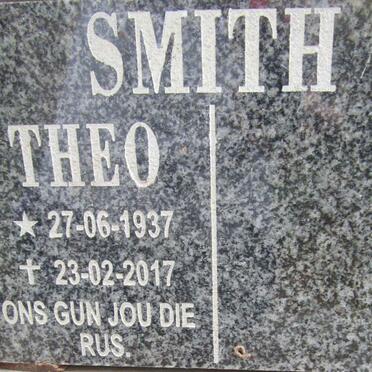 SMITH
THEO
★ 27-06-1937
✝ 23-02-2017
ONS GUN JOU DIE
RUS.